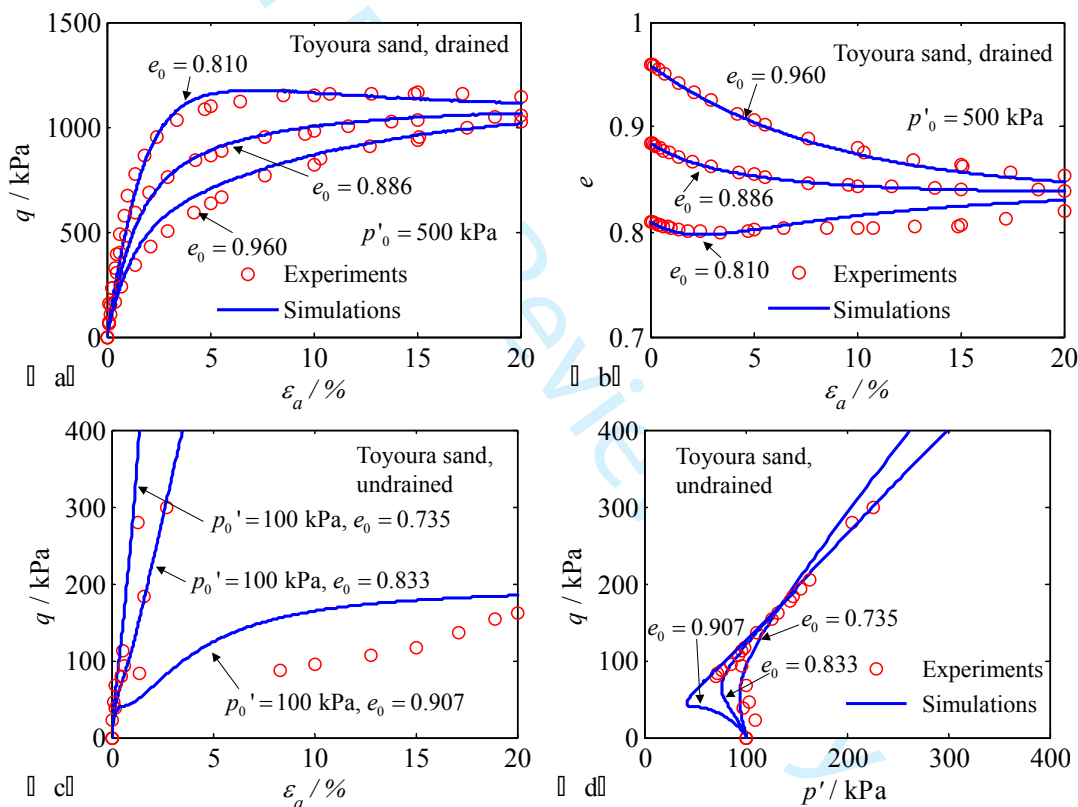 1500
1000
500
0
q / kPa
Toyoura sand, drained
e0 = 0.810
e0 = 0.886
e0 = 0.960
p'0 = 500 kPa
Experiments
Simulations
0 5 10 15 20
εa / %
a
1
0.9
0.8
0.7
e
Toyoura sand, drained
e0 = 0.960
p'0 = 500 kPa
e0 = 0.886
e0 = 0.810
Experiments
Simulations
0 5 10 15 20
εa / %
b
400
300
200
100
0
q / kPa
Toyoura sand,
undrained
p0' = 100 kPa, e0 = 0.735
p0' = 100 kPa, e0 = 0.833
p0' = 100 kPa, e0 = 0.907
0 5 10 15 20
εa / %
c
400
300
200
100
0
q / kPa
Toyoura sand,
undrained
e0 = 0.907
e0 = 0.735
e0 = 0.833
Experiments
Simulations
0 100 200 300 400
p' / kPa
d